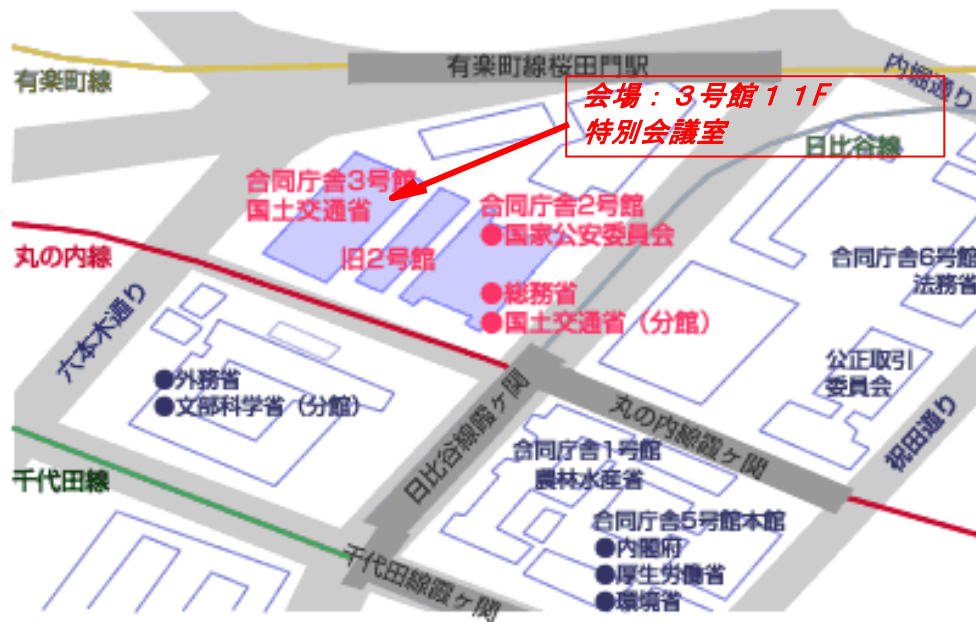 有楽町線桜田門駅
有楽町線
内堀通り
会場：３号館１１F
特別会議室
日比谷線
合同庁舎3号館
国土交通省
合同庁舎2号館
●国家公安委員会
旧2号館
丸の内線
合同庁舎6号館
法務省
●総務省
●国土交通省（分館）
六本木通り
公正取引
委員会
●外務省
●文部科学省（分館）
丸の内線霞ヶ関
日比谷線霞ヶ関
祝田通り
合同庁舎1号館
農林水産省
千代田線
合同庁舎5号館本館
●内閣府
●厚生労働省
●環境省
千代田線霞ヶ関